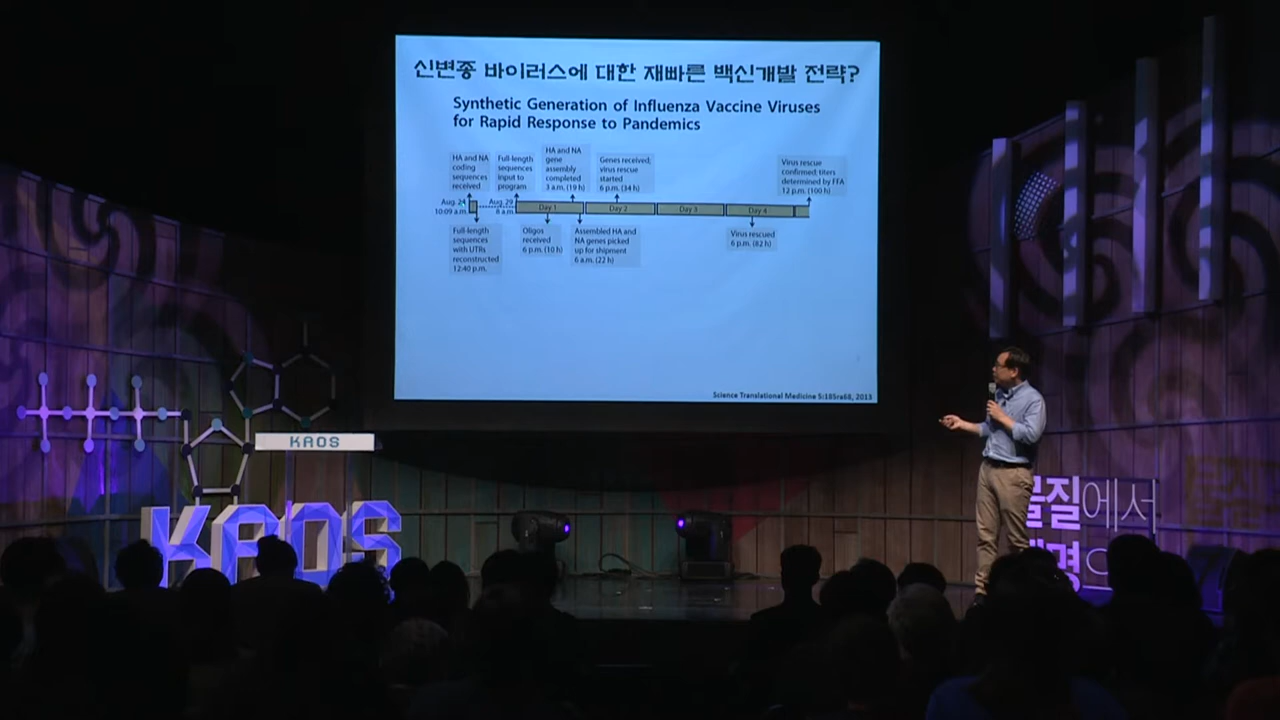 신변종 바이러스에 대한 재빠른 백신개발 전략?
Synthetic Generation of Influenza Vaccine Viruses
for Rapid Response to Pandemics
HA and NA
coding
sequences
received
Full-length
sequences
input to
program
HA and NA
gene
assembly
completed
3 a.m. (19 h)
Genes received,
virus rescue
started
6 p.m. (34 h)
Virus rescue
confirmed; titers
determined by FFA
12 p.m. (100 h)
Aug. 24
10:09 a.m.
Aug. 29
8 a.m.
Day 1
Day 2
Day 3
Day 4
Full-length
sequences
with UTRs
reconstructed
12:40 p.m.
Oligos
received
6 p.m. (10 h)
Assembled HA and
NA genes picked
up for shipment
6 a.m. (22 h)
Virus rescued
6 p.m. (82 h)
Science Translational Medicine 5:185re68, 2013
KAOS
KAOS
물질에서